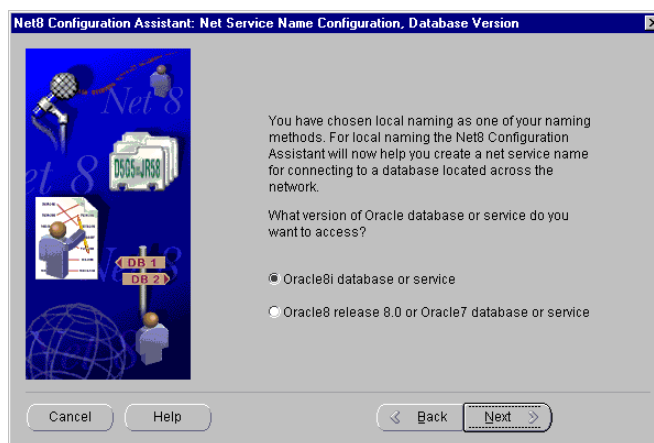 Net8 Configuration Assistant: Net Service Name Configuration, Database Version
Net 8
D5G5=JR58
et 8
DB 1
DB 2
You have chosen local naming as one of your naming
methods. For local naming the Net8 Configuration
Assistant will now help you create a net service name
for connecting to a database located across the
network.
What version of Oracle database or service do you
want to access?
Oracle8i database or service
Oracle8 release 8.0 or Oracle7 database or service
Cancel
Help
Back
Next